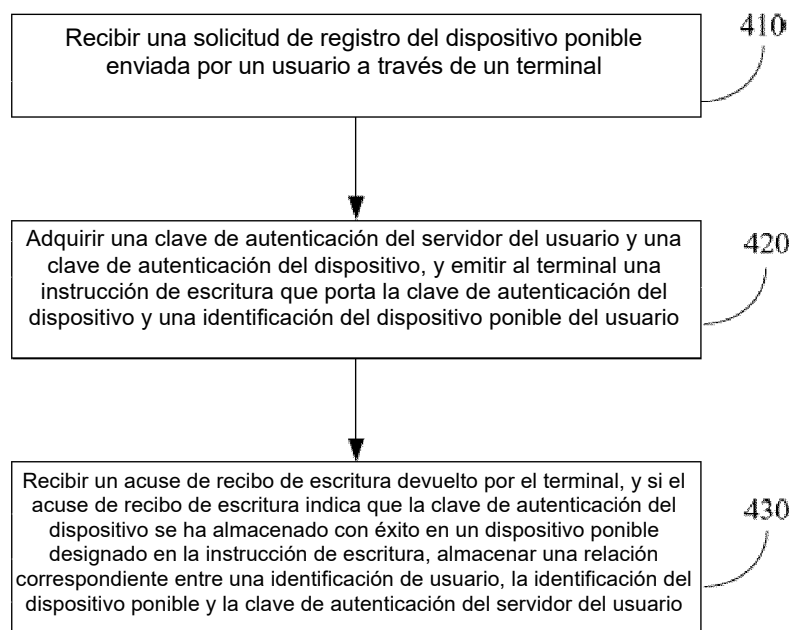 Recibir una solicitud de registro del dispositivo ponible
enviada por un usuario a través de un terminal
410
Adquirir una clave de autenticación del servidor del usuario y una
clave de autenticación del dispositivo, y emitir al terminal una
instrucción de escritura que porta la clave de autenticación del
dispositivo y una identificación del dispositivo ponible del usuario
420
Recibir un acuse de recibo de escritura devuelto por el terminal, y si el
acuse de recibo de escritura indica que la clave de autenticación del
dispositivo se ha almacenado con éxito en un dispositivo ponible
designado en la instrucción de escritura, almacenar una relación
correspondiente entre una identificación de usuario, la identificación del
dispositivo ponible y la clave de autenticación del servidor del usuario
430